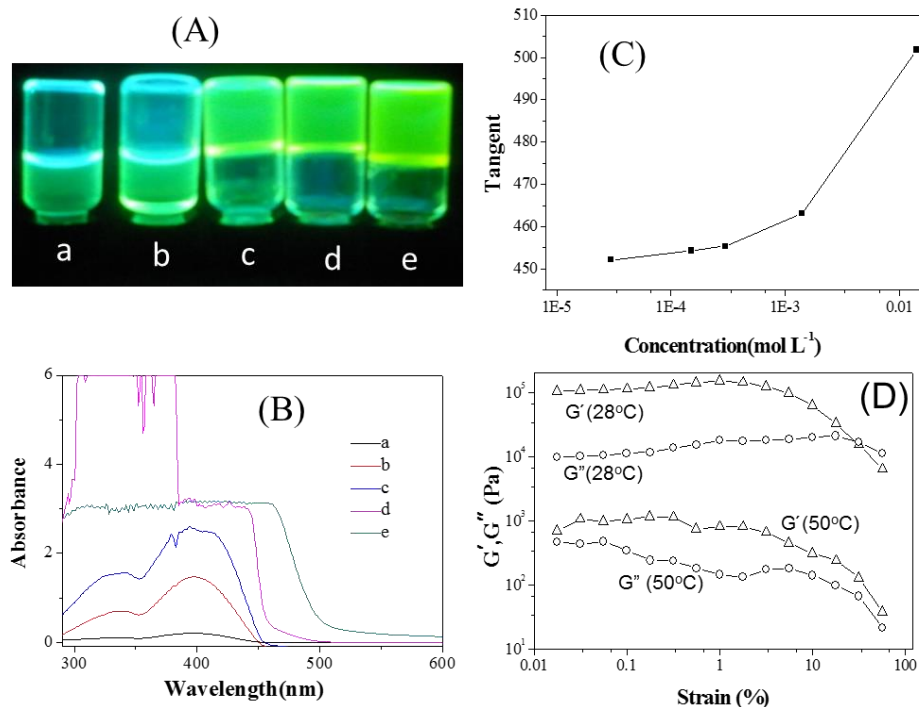 (A)
a b c d e
(B)
6
4
2
0
300
400
500
600
Absorbance
Wavelength(nm)
a
b
c
d
e
(C)
510
500
490
480
470
460
450
1E-5
1E-4
1E-3
0.01
Tangent
Concentration(mol L⁻¹)
(D)
10⁵
10⁴
10³
10²
10¹
0.01
0.1
1
10
100
G′,G″ (Pa)
Strain (%)
G′(28°C)
G″(28°C)
G′(50°C)
G″ (50°C)